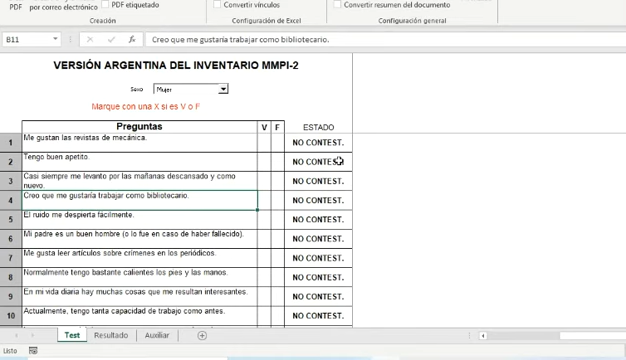 PDF
por correo electrónico
PDF etiquetado
Creación
Convertir vínculos
Configuración de Excel
Convertir resumen del documento
Configuración general
B11
fx
Creo que me gustaría trabajar como bibliotecario.
VERSIÓN ARGENTINA DEL INVENTARIO MMPI-2
Sexo Mujer
Marque con una X si es V o F
Preguntas V F ESTADO
1 Me gustan las revistas de mecánica. NO CONTEST.
2 Tengo buen apetito. NO CONTEST.
3 Casi siempre me levanto por las mañanas descansado y como
nuevo. NO CONTEST.
4 Creo que me gustaría trabajar como bibliotecario. NO CONTEST.
5 El ruido me despierta fácilmente. NO CONTEST.
6 Mi padre es un buen hombre (o lo fue en caso de haber fallecido). NO CONTEST.
7 Me gusta leer artículos sobre crímenes en los periódicos. NO CONTEST.
8 Normalmente tengo bastante calientes los pies y las manos. NO CONTEST.
9 En mi vida diaria hay muchas cosas que me resultan interesantes. NO CONTEST.
10 Actualmente, tengo tanta capacidad de trabajo como antes. NO CONTEST.
Test Resultado Auxiliar
Listo